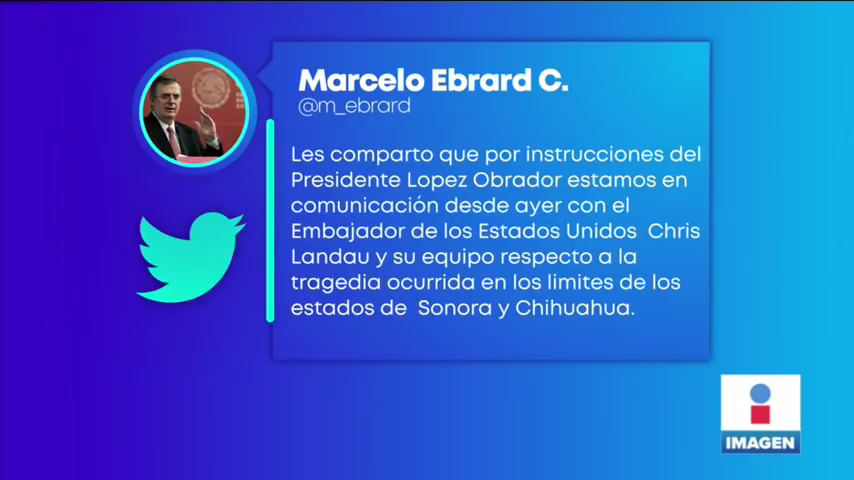 Marcelo Ebrard C.
@m_ebrard
Les comparto que por instrucciones del
Presidente Lopez Obrador estamos en
comunicación desde ayer con el
Embajador de los Estados Unidos  Chris
Landau y su equipo respecto a la
tragedia ocurrida en los limites de los
estados de  Sonora y Chihuahua.
IMAGEN